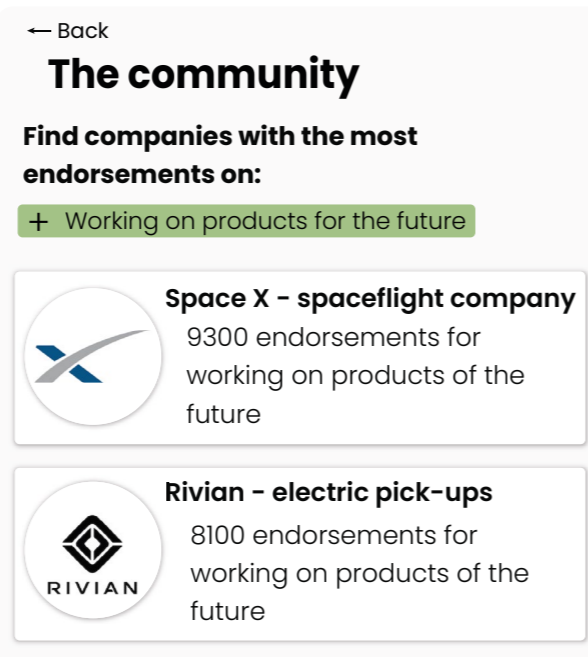 ← Back
The community
Find companies with the most
endorsements on:
+ Working on products for the future
Space X - spaceflight company
9300 endorsements for
working on products of the
future
Rivian - electric pick-ups
RIVIAN
8100 endorsements for
working on products of the
future